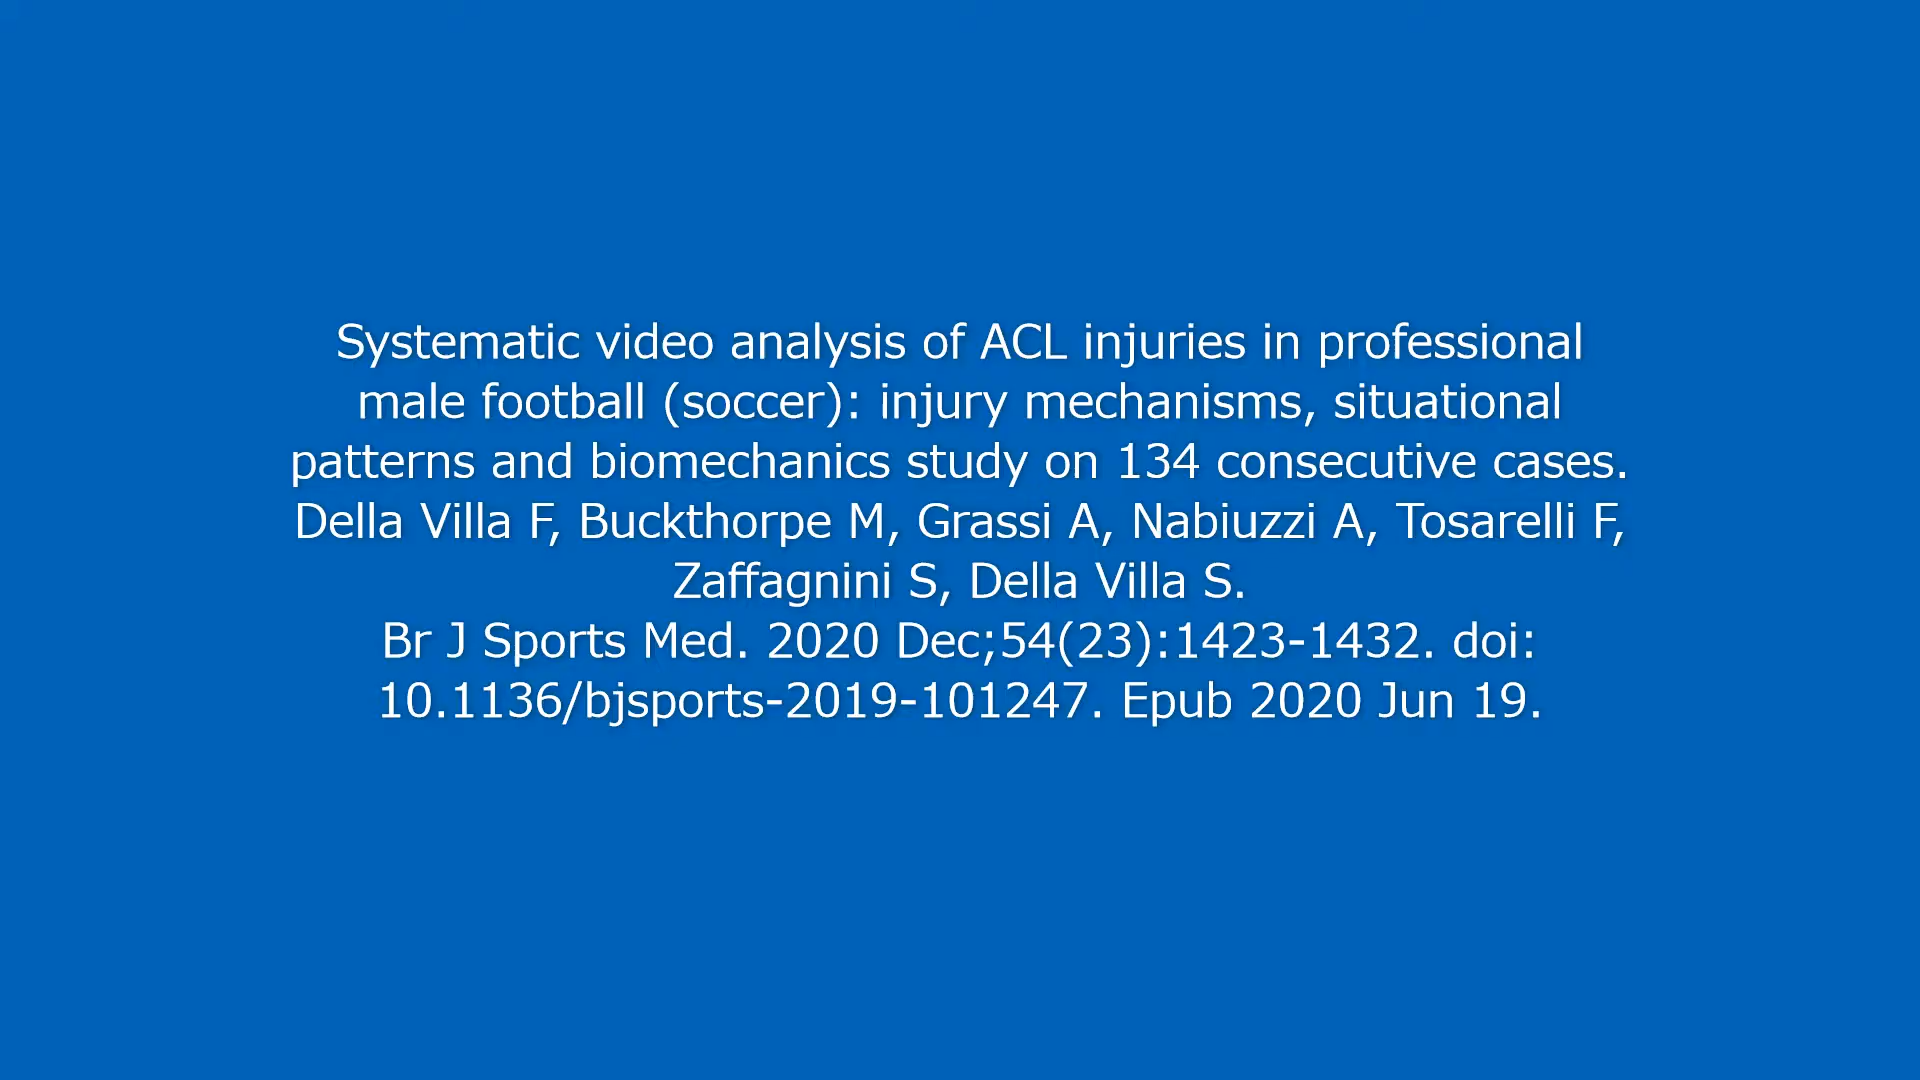 Systematic video analysis of ACL injuries in professional
male football (soccer): injury mechanisms, situational
patterns and biomechanics study on 134 consecutive cases.
Della Villa F, Buckthorpe M, Grassi A, Nabiuzzi A, Tosarelli F,
Zaffagnini S, Della Villa S.
Br J Sports Med. 2020 Dec;54(23):1423-1432. doi:
10.1136/bjsports-2019-101247. Epub 2020 Jun 19.